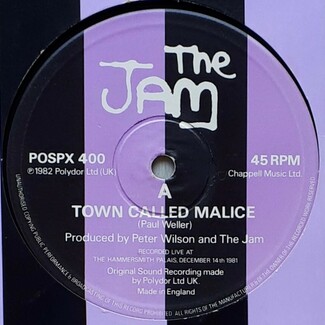 The
JAM
POSPX 400
℗1982 Polydor Ltd (UK)
45 RPM
Chappell Music Ltd.
A
TOWN CALLED MALICE
(Paul Weller)
Produced by Peter Wilson and The Jam
RECORDED LIVE AT
THE HAMMERSMITH PALAIS, DECEMBER 14th 1981
Original Sound Recording made
by Polydor Ltd UK.
Made in England